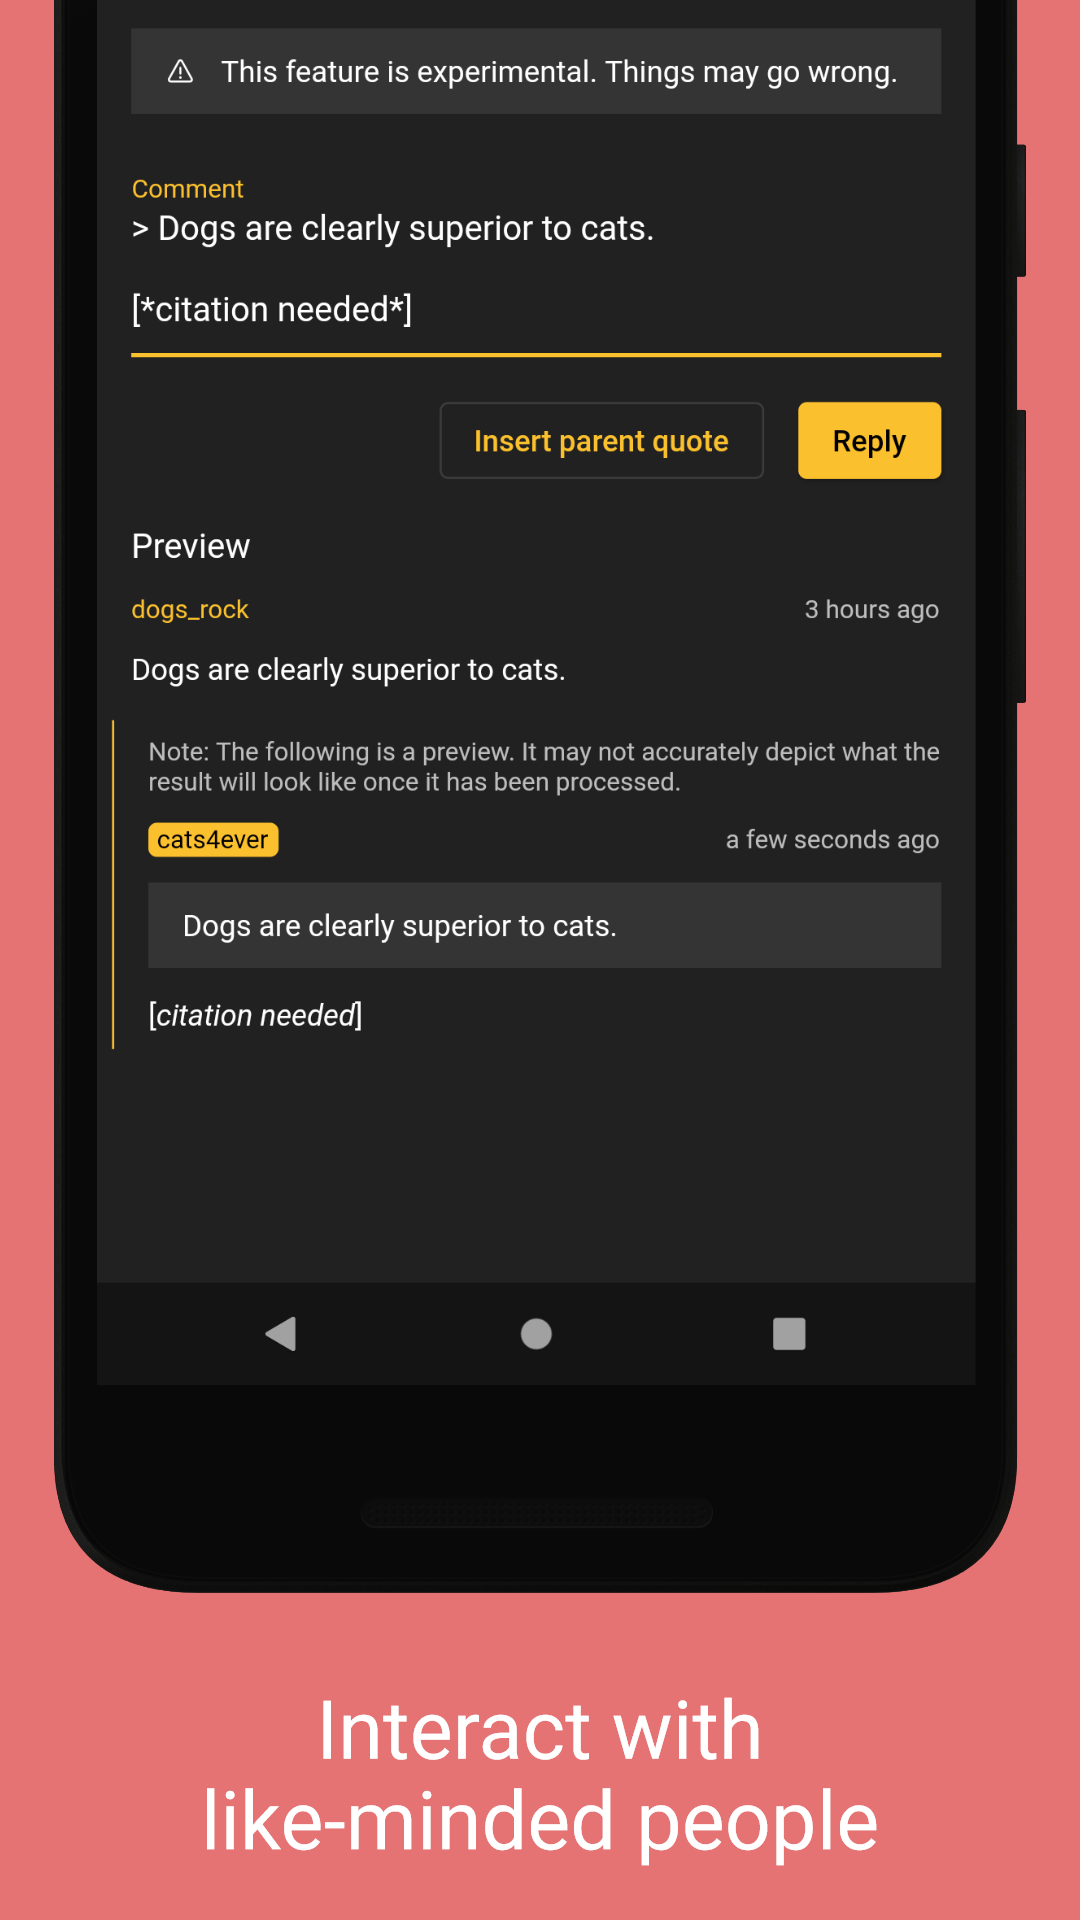 This feature is experimental. Things may go wrong.
Comment
> Dogs are clearly superior to cats.
[*citation needed*]
Insert parent quote
Reply
Preview
dogs_rock
3 hours ago
Dogs are clearly superior to cats.
Note: The following is a preview. It may not accurately depict what the
result will look like once it has been processed.
cats4ever
a few seconds ago
Dogs are clearly superior to cats.
[citation needed]
Interact with
like-minded people